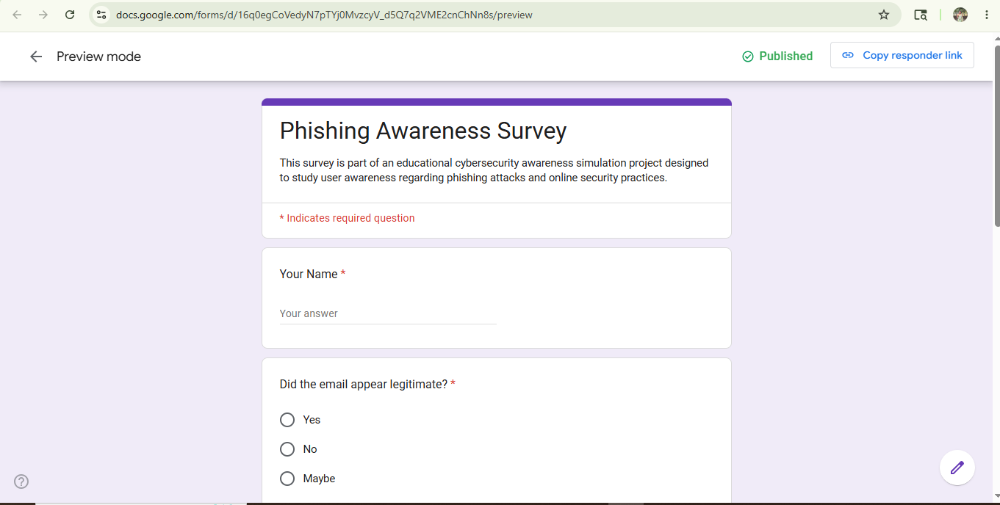 docs.google.com/forms/d/16q0egCoVedyN7pTYj0MvzcyV_d5Q7q2VME2cnChNn8s/preview
Preview mode
Published
Copy responder link
Phishing Awareness Survey
This survey is part of an educational cybersecurity awareness simulation project designed
to study user awareness regarding phishing attacks and online security practices.
* Indicates required question
Your Name *
Your answer
Did the email appear legitimate? *
Yes
No
Maybe